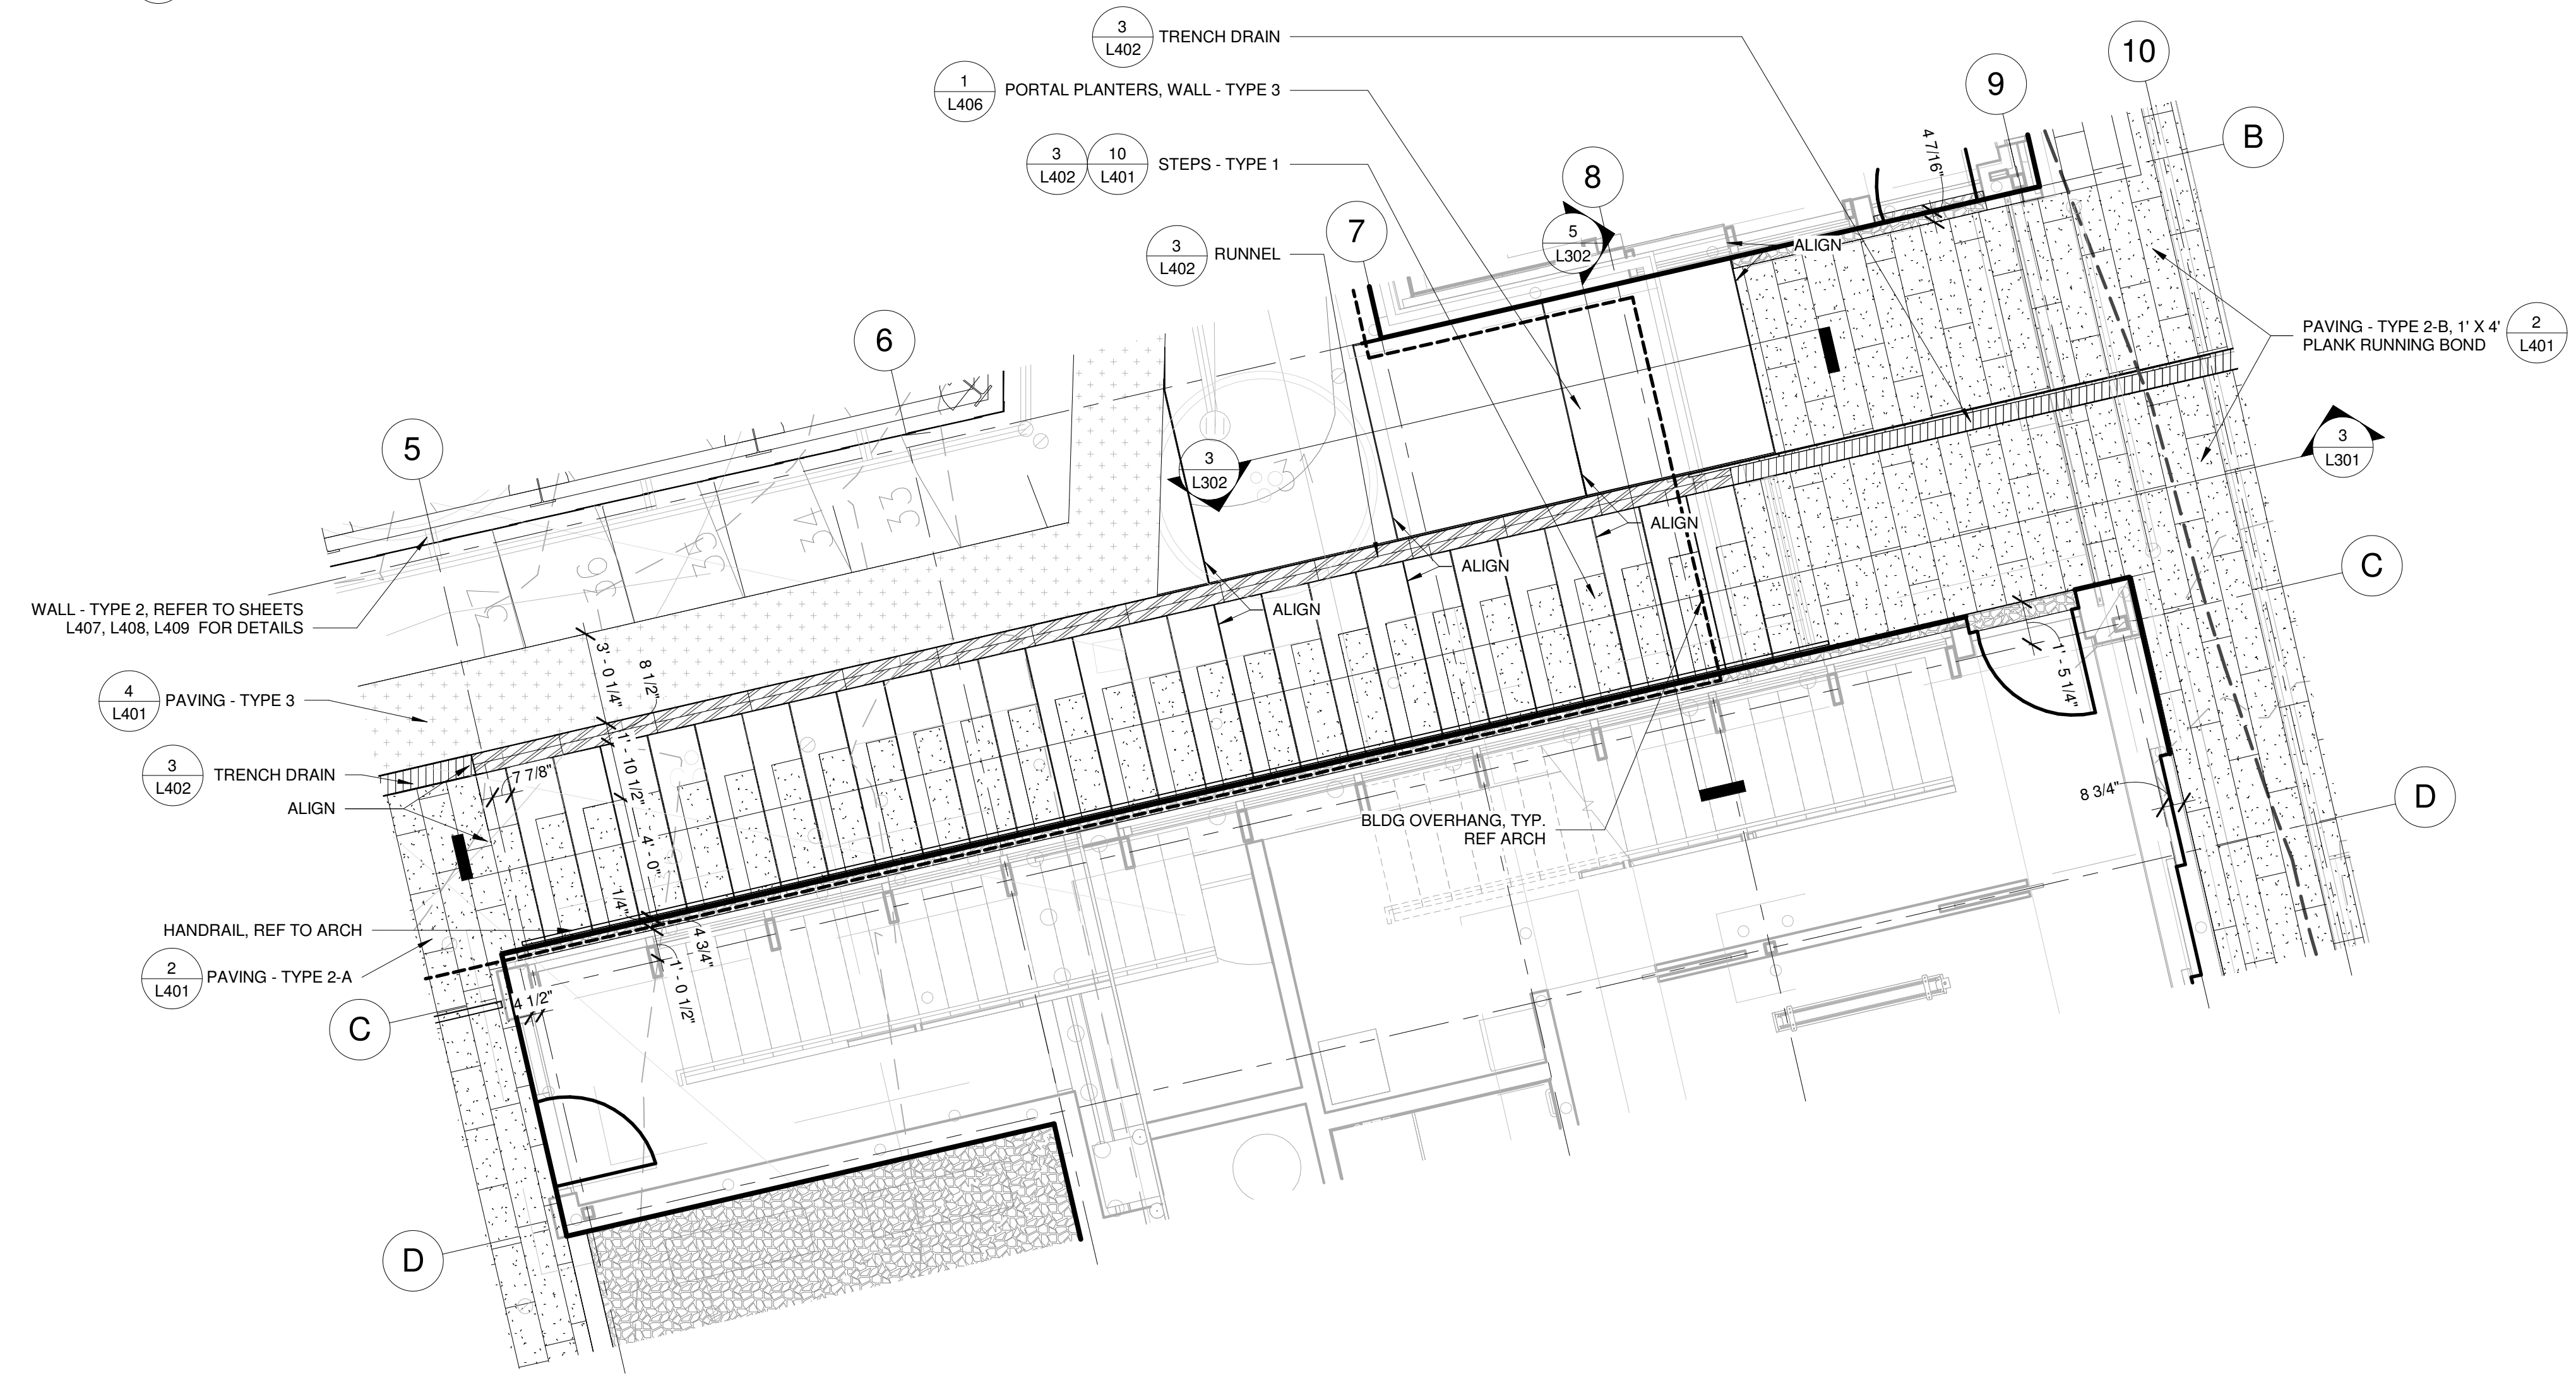 3
L402
TRENCH DRAIN
1
L406
PORTAL PLANTERS, WALL - TYPE 3
3
L402
10
L401
STEPS - TYPE 1
3
L402
RUNNEL
7
5
L302
8
9
10
B
4 7/16"
ALIGN
PAVING - TYPE 2-B, 1' X 4'
PLANK RUNNING BOND
2
L401
3
L301
C
D
6
5
3
L302
37
36
35
34
33
31
ALIGN
ALIGN
ALIGN
WALL - TYPE 2, REFER TO SHEETS
L407, L408, L409 FOR DETAILS
4
L401
PAVING - TYPE 3
3
L402
TRENCH DRAIN
ALIGN
3' - 0 1/4"
8 1/2"
1' - 10 1/2"
7 7/8"
4' - 0"
1/4"
4 3/4"
1' - 0 1/2"
4 1/2"
HANDRAIL, REF TO ARCH
2
L401
PAVING - TYPE 2-A
BLDG OVERHANG, TYP.
REF ARCH
1' - 5 1/4"
8 3/4"
C
D